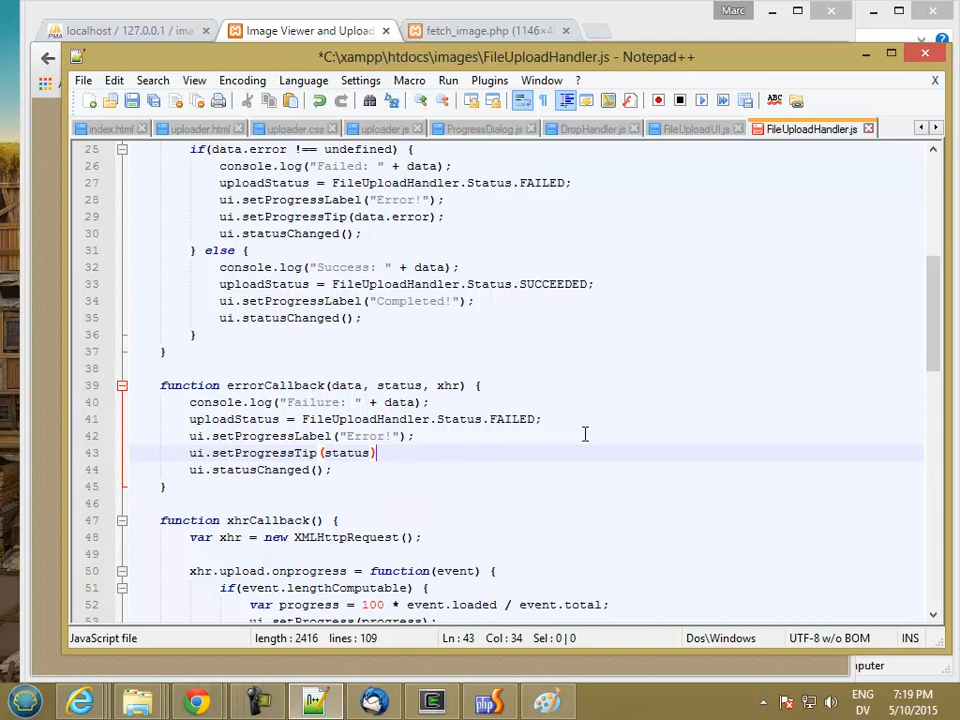 Marc
localhost / 127.0.0.1 / ima
Image Viewer and Upload
fetch_image.php (1146×4
*C:\xampp\htdocs\images\FileUploadHandler.js - Notepad++
File Edit Search View Encoding Language Settings Macro Run Plugins Window ? X
index.html uploader.html uploader.css uploader.js ProgressDialog.js DropHandler.js FileUploadUI.js FileUploadHandler.js
25 if(data.error !== undefined) {
26 console.log("Failed: " + data);
27 uploadStatus = FileUploadHandler.Status.FAILED;
28 ui.setProgressLabel("Error!");
29 ui.setProgressTip(data.error);
30 ui.statusChanged();
31 } else {
32 console.log("Success: " + data);
33 uploadStatus = FileUploadHandler.Status.SUCCEEDED;
34 ui.setProgressLabel("Completed!");
35 ui.statusChanged();
36 }
37 }
38
39 function errorCallback(data, status, xhr) {
40 console.log("Failure: " + data);
41 uploadStatus = FileUploadHandler.Status.FAILED;
42 ui.setProgressLabel("Error!");
43 ui.setProgressTip(status)
44 ui.statusChanged();
45 }
46
47 function xhrCallback() {
48 var xhr = new XMLHttpRequest();
49
50 xhr.upload.onprogress = function(event) {
51 if(event.lengthComputable) {
52 var progress = 100 * event.loaded / event.total;
ui.setProgress(progress);
JavaScript file length : 2416 lines : 109 Ln : 43 Col : 34 Sel : 0 | 0 Dos\Windows UTF-8 w/o BOM INS
mputer
ENG 7:19 PM
DV 5/10/2015